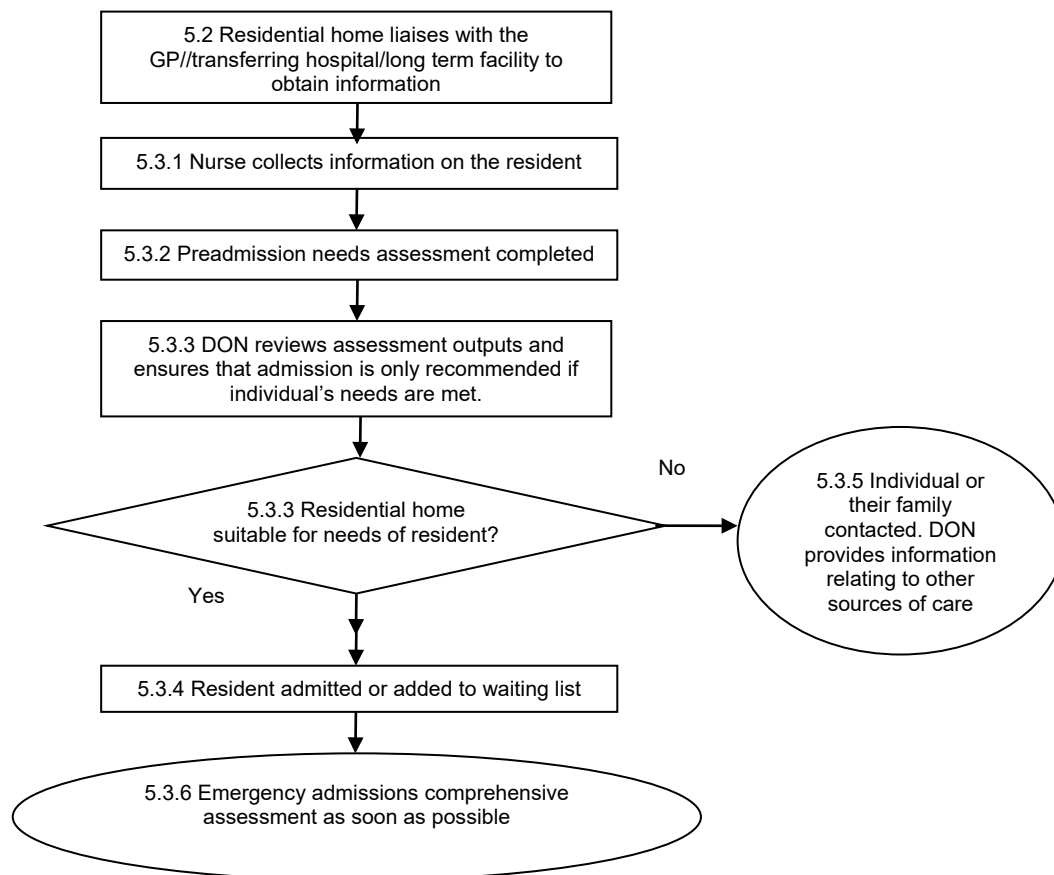 5.2 Residential home liaises with the
GP//transferring hospital/long term facility to
obtain information
5.3.1 Nurse collects information on the resident
5.3.2 Preadmission needs assessment completed
5.3.3 DON reviews assessment outputs and
ensures that admission is only recommended if
individual’s needs are met.
5.3.3 Residential home
suitable for needs of resident?
No
5.3.5 Individual or
their family
contacted. DON
provides information
relating to other
sources of care
Yes
5.3.4 Resident admitted or added to waiting list
5.3.6 Emergency admissions comprehensive
assessment as soon as possible